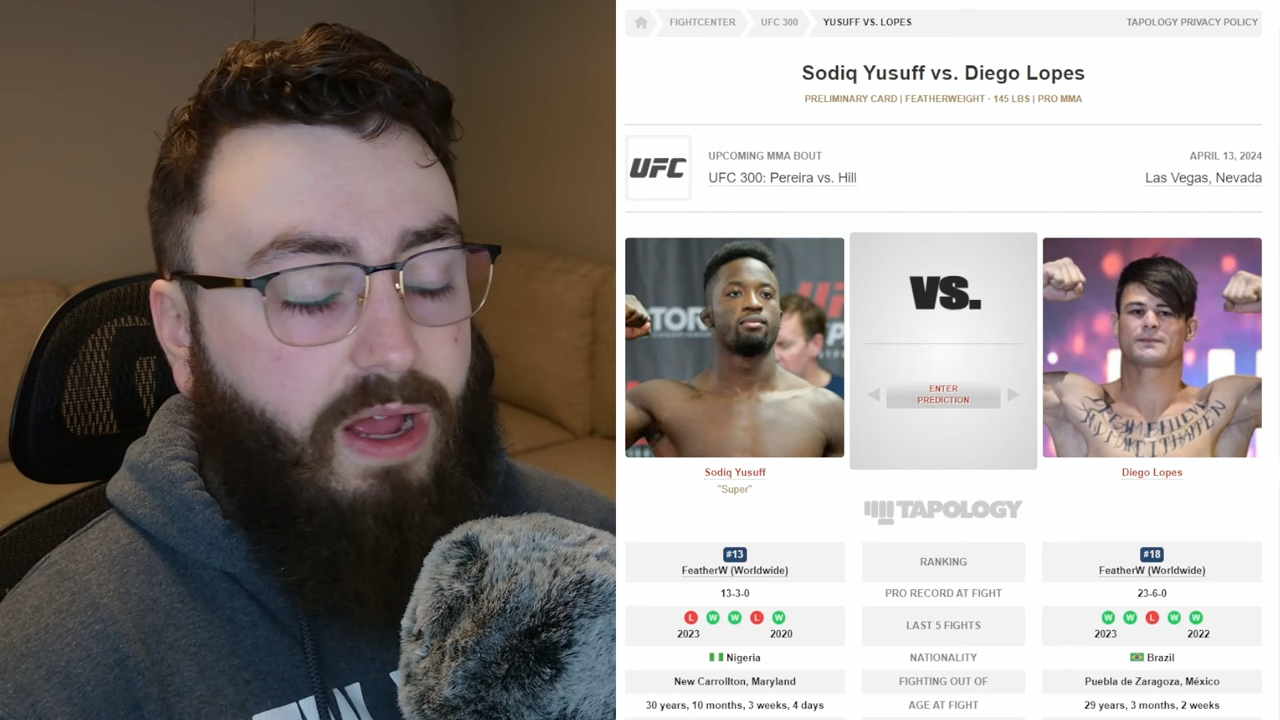 FIGHTCENTER
UFC 300
YUSUFF VS. LOPES
TAPOLOGY PRIVACY POLICY
Sodiq Yusuff vs. Diego Lopes
PRELIMINARY CARD | FEATHERWEIGHT · 145 LBS | PRO MMA
UFC
UPCOMING MMA BOUT
APRIL 13, 2024
UFC 300: Pereira vs. Hill
Las Vegas, Nevada
VS.
ENTER
PREDICTION
Sodiq Yusuff
Diego Lopes
"Super"
TAPOLOGY
#13
FeatherW (Worldwide)
RANKING
#18
FeatherW (Worldwide)
13-3-0
PRO RECORD AT FIGHT
23-6-0
L W W L W
2023 2020
LAST 5 FIGHTS
W W L W W
2023 2022
Nigeria
NATIONALITY
Brazil
New Carrollton, Maryland
FIGHTING OUT OF
Puebla de Zaragoza, México
30 years, 10 months, 3 weeks, 4 days
AGE AT FIGHT
29 years, 3 months, 2 weeks